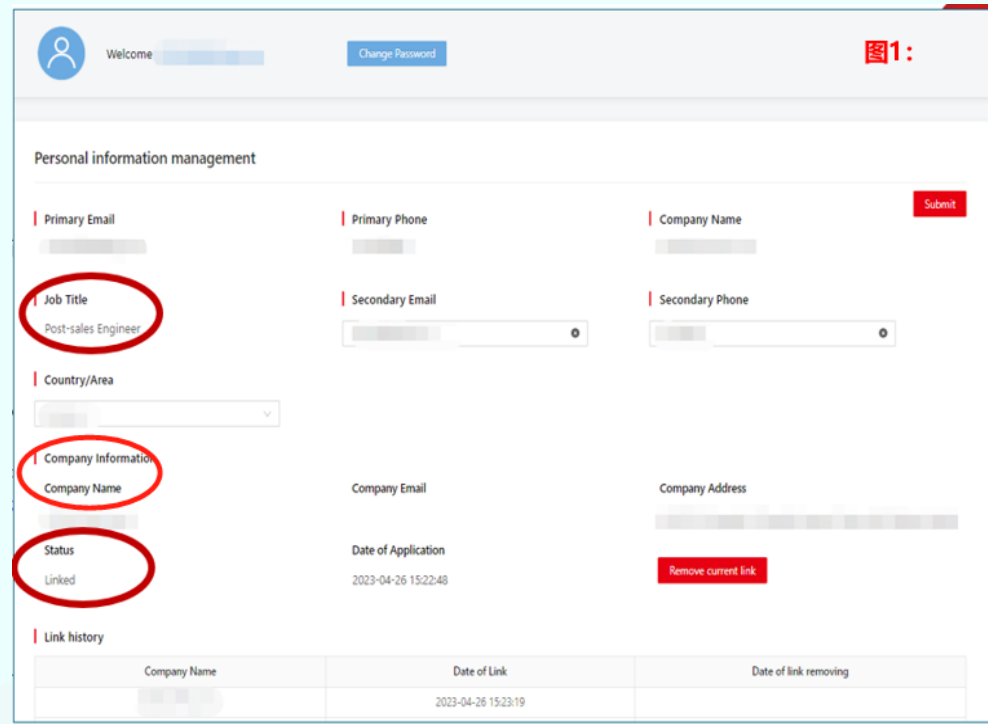 Welcome
Change Password
图1：
Personal information management
Submit
Primary Email
Primary Phone
Company Name
Job Title
Secondary Email
Secondary Phone
Post-sales Engineer
Country/Area
Company Information
Company Name
Company Email
Company Address
Status
Date of Application
Linked
2023-04-26 15:22:48
Remove current link
Link history
Company Name
Date of Link
Date of link removing
2023-04-26 15:23:19